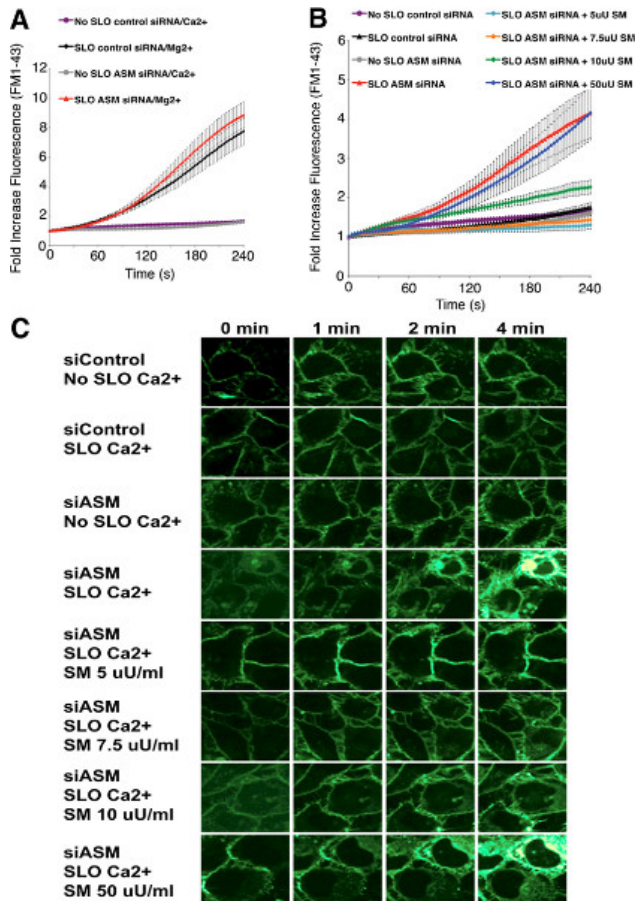 A
No SLO control siRNA/Ca2+
SLO control siRNA/Mg2+
No SLO ASM siRNA/Ca2+
SLO ASM siRNA/Mg2+
Fold Increase Fluorescence (FM1-43)
12
10
8
6
4
2
0
0 60 120 180 240
Time (s)
B
No SLO control siRNA
SLO control siRNA
No SLO ASM siRNA
SLO ASM siRNA
SLO ASM siRNA + 5uU SM
SLO ASM siRNA + 7.5uU SM
SLO ASM siRNA + 10uU SM
SLO ASM siRNA + 50uU SM
Fold Increase Fluorescence (FM1-43)
6
5
4
3
2
1
0
0 60 120 180 240
Time (s)
C
0 min 1 min 2 min 4 min
siControl
No SLO Ca2+
siControl
SLO Ca2+
siASM
No SLO Ca2+
siASM
SLO Ca2+
siASM
SLO Ca2+
SM 5 uU/ml
siASM
SLO Ca2+
SM 7.5 uU/ml
siASM
SLO Ca2+
SM 10 uU/ml
siASM
SLO Ca2+
SM 50 uU/ml